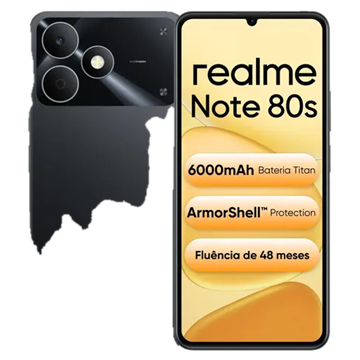 realme
Note 80s
6000mAh Bateria Titan
ArmorShell™ Protection
Fluência de 48 meses